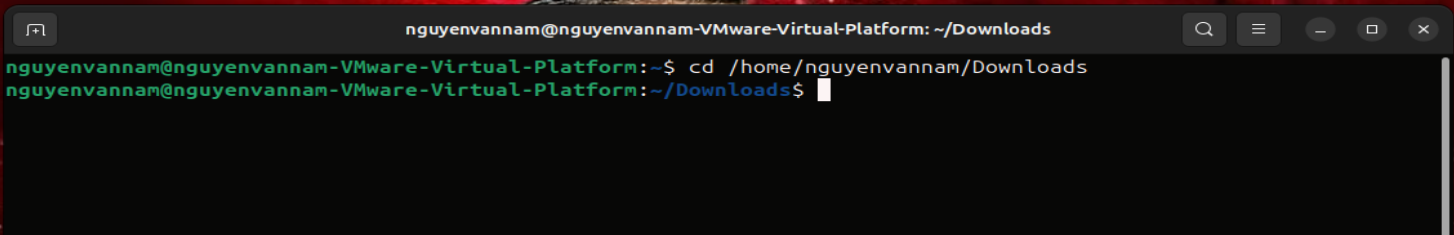 nguyenvannam@nguyenvannam-VMware-Virtual-Platform: ~/Downloads
nguyenvannam@nguyenvannam-VMware-Virtual-Platform:~$ cd /home/nguyenvannam/Downloads
nguyenvannam@nguyenvannam-VMware-Virtual-Platform:~/Downloads$